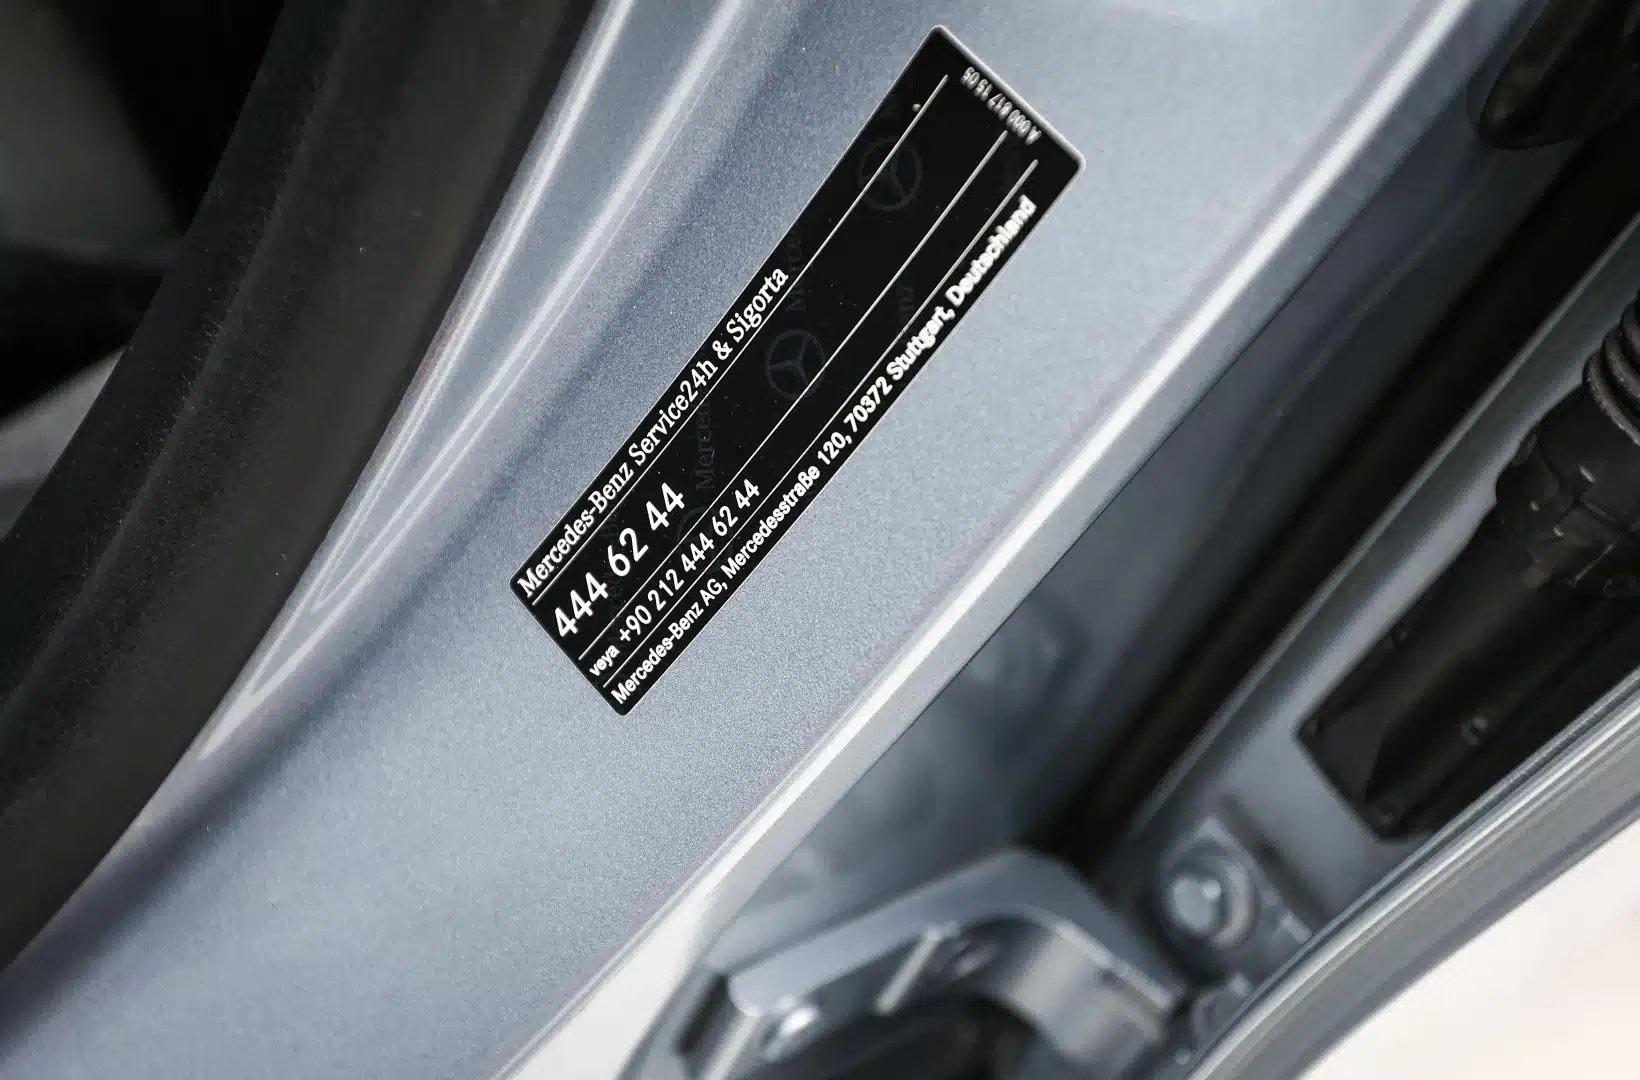 Mercedes-Benz Service24h & Sigorta
444 62 44
veya +90 212 444 62 44
Mercedes-Benz AG, Mercedesstraße 120, 70372 Stuttgart, Deutschland
A 000 817 15 05